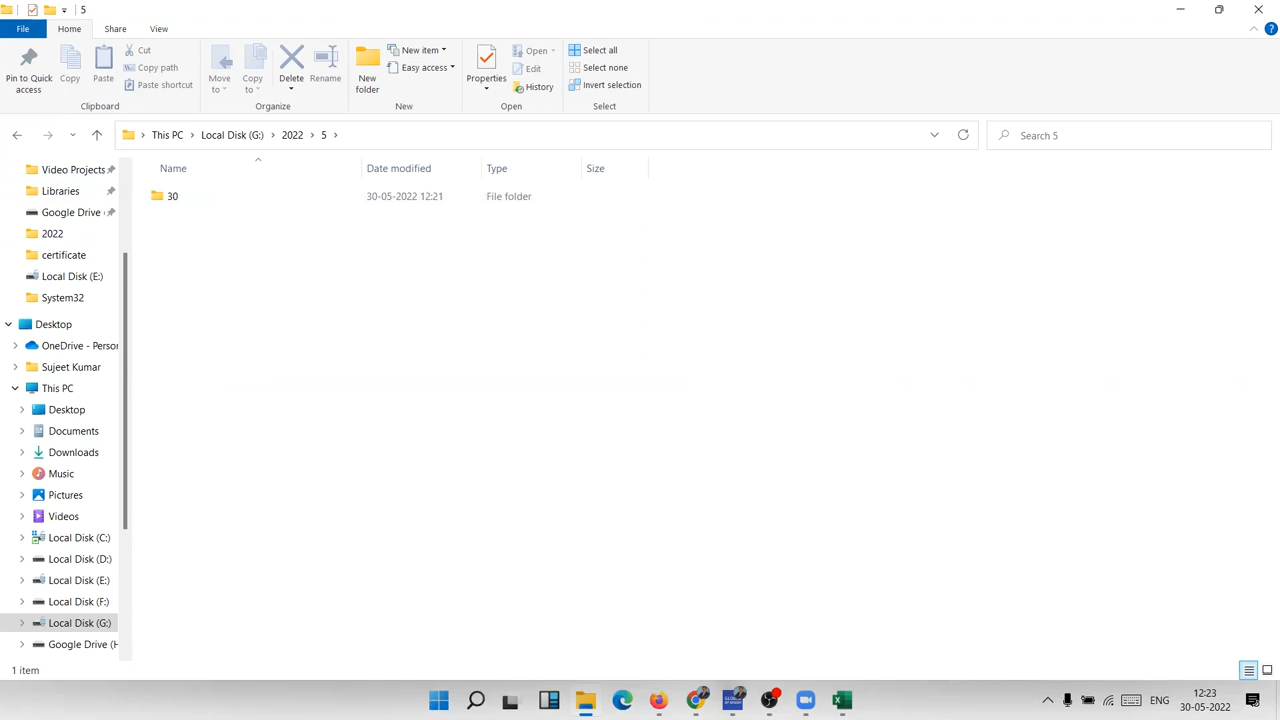 5
File Home Share View
Pin to Quick access
Copy
Paste
Cut
Copy path
Paste shortcut
Clipboard
Move to
Copy to
Delete
Rename
Organize
New folder
New item
Easy access
New
Properties
Open
Edit
History
Open
Select all
Select none
Invert selection
Select
This PC Local Disk (G:) 2022 5
Search 5
Name Date modified Type Size
30 30-05-2022 12:21 File folder
Video Projects
Libraries
Google Drive (
2022
certificate
Local Disk (E:)
System32
Desktop
OneDrive - Person
Sujeet Kumar
This PC
Desktop
Documents
Downloads
Music
Pictures
Videos
Local Disk (C:)
Local Disk (D:)
Local Disk (E:)
Local Disk (F:)
Local Disk (G:)
Google Drive (H
1 item
ENG
12:23
30-05-2022